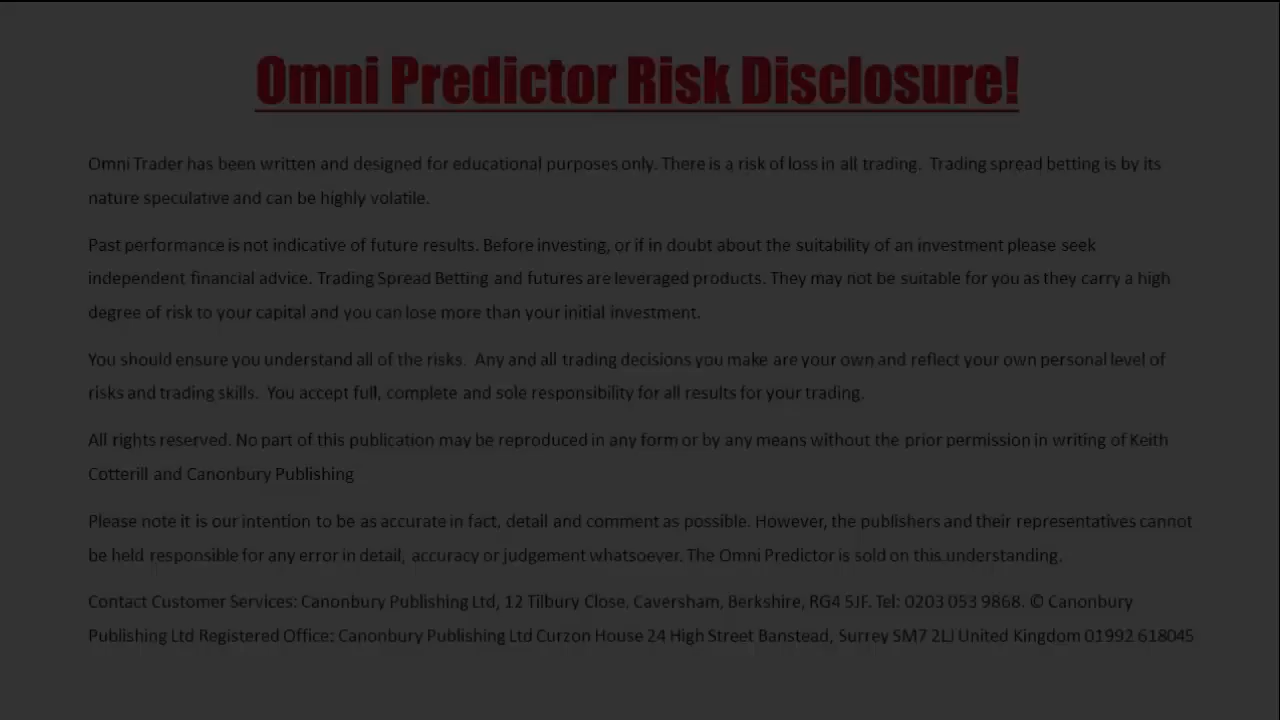 Omni Predictor Risk Disclosure!
Omni Trader has been written and designed for educational purposes only. There is a risk of loss in all trading. Trading spread betting is by its
nature speculative and can be highly volatile.
Past performance is not indicative of future results. Before investing, or if in doubt about the suitability of an investment please seek
independent financial advice. Trading Spread Betting and futures are leveraged products. They may not be suitable for you as they carry a high
degree of risk to your capital and you can lose more than your initial investment.
You should ensure you understand all of the risks. Any and all trading decisions you make are your own and reflect your own personal level of
risks and trading skills. You accept full, complete and sole responsibility for all results for your trading.
All rights reserved. No part of this publication may be reproduced in any form or by any means without the prior permission in writing of Keith
Cotterill and Canonbury Publishing
Please note it is our intention to be as accurate in fact, detail and comment as possible. However, the publishers and their representatives cannot
be held responsible for any error in detail, accuracy or judgement whatsoever. The Omni Predictor is sold on this understanding.
Contact Customer Services: Canonbury Publishing Ltd, 12 Tilbury Close, Caversham, Berkshire, RG4 5JF. Tel: 0203 053 9868. © Canonbury
Publishing Ltd Registered Office: Canonbury Publishing Ltd Curzon House 24 High Street Banstead, Surrey SM7 2LJ United Kingdom 01992 618045